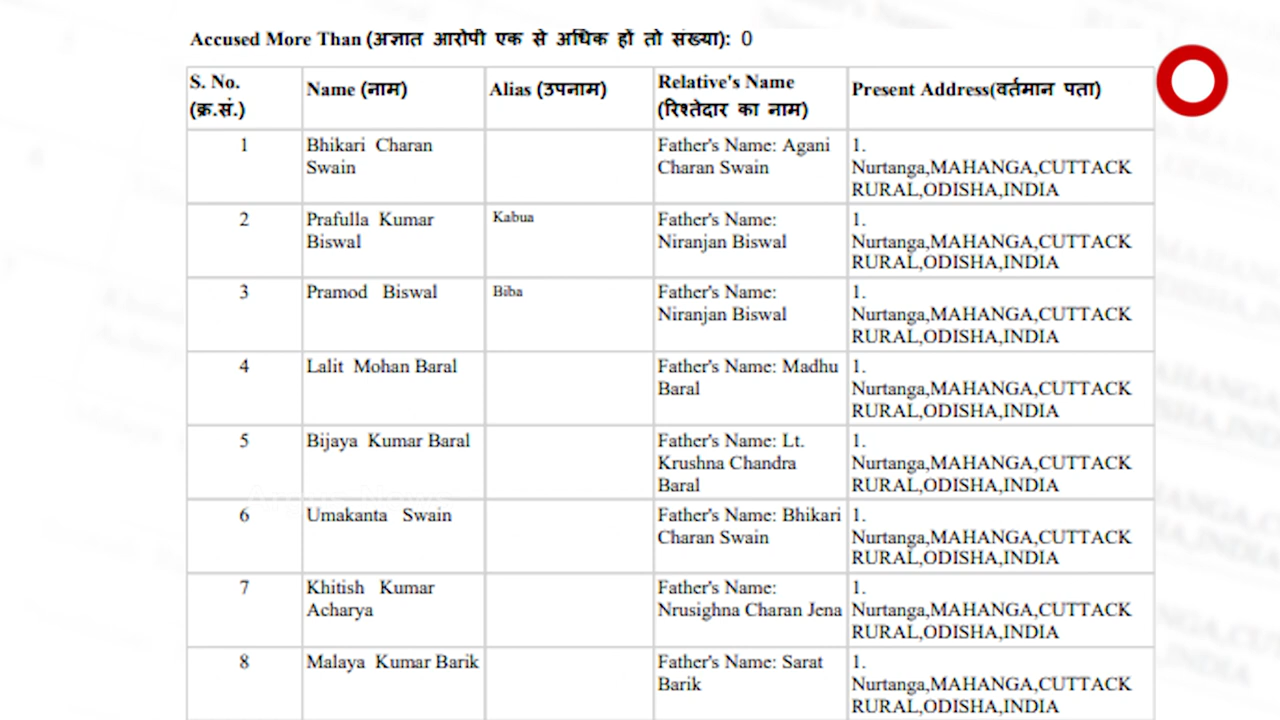 Accused More Than (अज्ञात आरोपी एक से अधिक हों तो संख्या): 0
S. No. (क्र.सं.) Name (नाम) Alias (उपनाम) Relative's Name (रिश्तेदार का नाम) Present Address(वर्तमान पता)
1 Bhikari Charan Swain Father's Name: Agani Charan Swain 1. Nurtanga,MAHANGA,CUTTACK RURAL,ODISHA,INDIA
2 Prafulla Kumar Biswal Kabua Father's Name: Niranjan Biswal 1. Nurtanga,MAHANGA,CUTTACK RURAL,ODISHA,INDIA
3 Pramod Biswal Biba Father's Name: Niranjan Biswal 1. Nurtanga,MAHANGA,CUTTACK RURAL,ODISHA,INDIA
4 Lalit Mohan Baral Father's Name: Madhu Baral 1. Nurtanga,MAHANGA,CUTTACK RURAL,ODISHA,INDIA
5 Bijaya Kumar Baral Father's Name: Lt. Krushna Chandra Baral 1. Nurtanga,MAHANGA,CUTTACK RURAL,ODISHA,INDIA
6 Umakanta Swain Father's Name: Bhikari Charan Swain 1. Nurtanga,MAHANGA,CUTTACK RURAL,ODISHA,INDIA
7 Khitish Kumar Acharya Father's Name: Nrusighna Charan Jena 1. Nurtanga,MAHANGA,CUTTACK RURAL,ODISHA,INDIA
8 Malaya Kumar Barik Father's Name: Sarat Barik 1. Nurtanga,MAHANGA,CUTTACK RURAL,ODISHA,INDIA